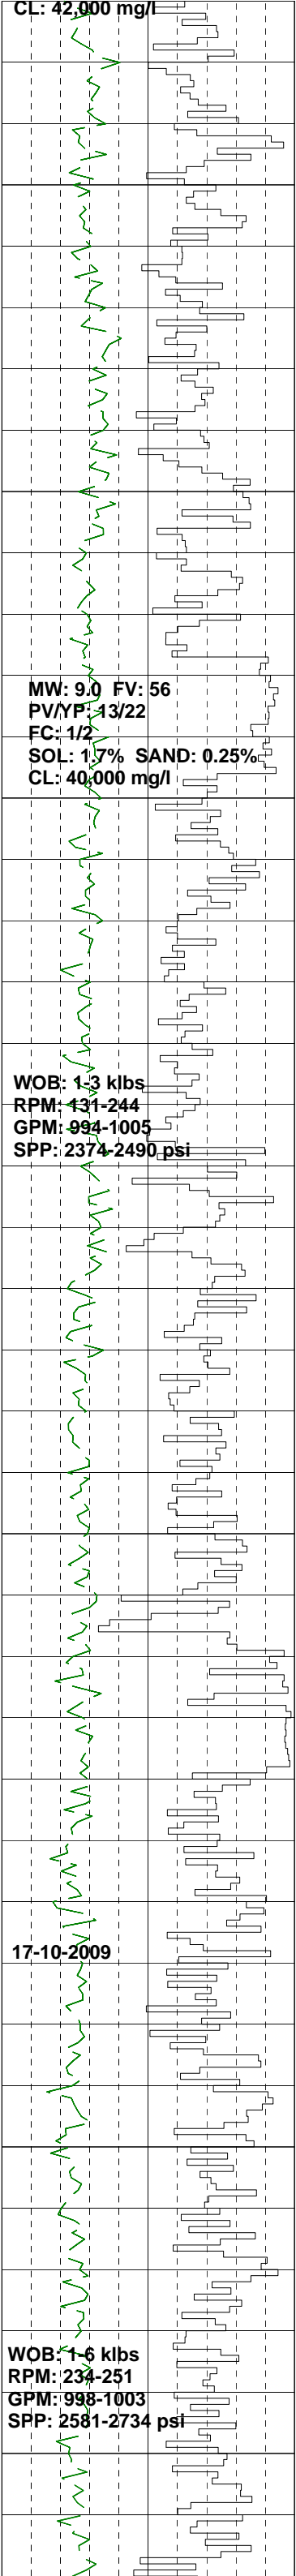 CL: 42,000 mg/l
MW: 9.0 FV: 56
PV/YP: 13/22
FC: 1/2
SOL: 1.7% SAND: 0.25%
CL: 40,000 mg/l
WOB: 1-3 klbs
RPM: 131-244
GPM: 994-1005
SPP: 2374-2490 psi
17-10-2009
WOB: 1-6 klbs
RPM: 234-251
GPM: 998-1003
SPP: 2581-2734 psi